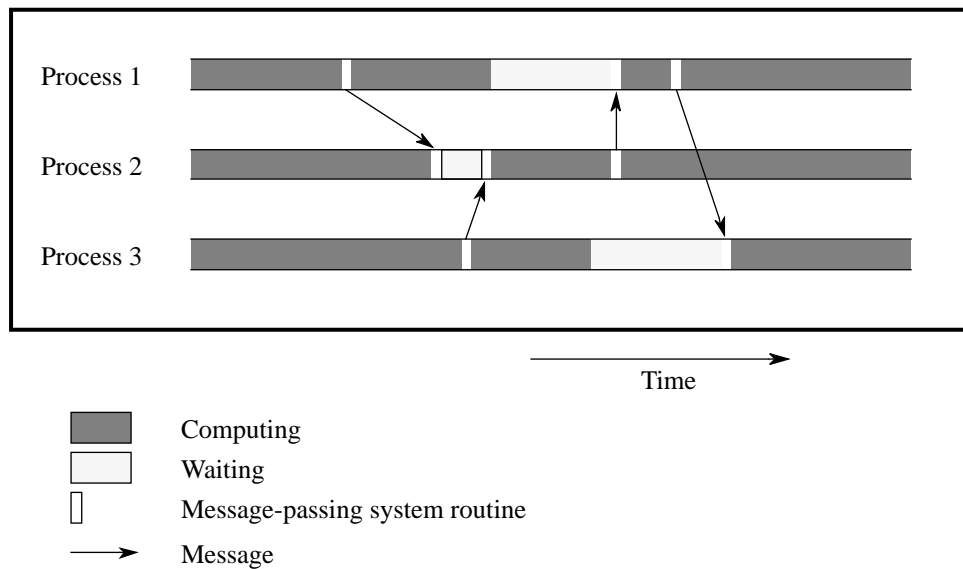 Process 1
Process 2
Process 3
Time
Computing
Waiting
Message-passing system routine
Message